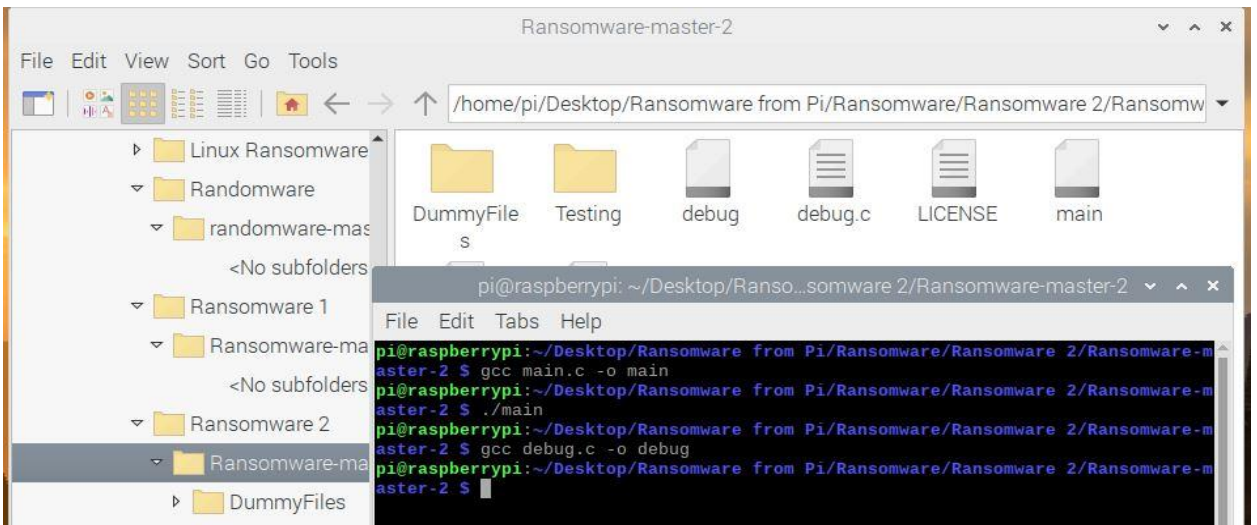 Ransomware-master-2
File Edit View Sort Go Tools
/home/pi/Desktop/Ransomware from Pi/Ransomware/Ransomware 2/Ransomw
Linux Ransomware
Randomware
randomware-mas
<No subfolders
Ransomware 1
Ransomware-ma
<No subfolders
Ransomware 2
Ransomware-ma
DummyFiles
DummyFile
s
Testing
debug
debug.c
LICENSE
main
pi@raspberrypi: ~/Desktop/Ranso...somware 2/Ransomware-master-2
File Edit Tabs Help
pi@raspberrypi:~/Desktop/Ransomware from Pi/Ransomware/Ransomware 2/Ransomware-m
aster-2 $ gcc main.c -o main
pi@raspberrypi:~/Desktop/Ransomware from Pi/Ransomware/Ransomware 2/Ransomware-m
aster-2 $ ./main
pi@raspberrypi:~/Desktop/Ransomware from Pi/Ransomware/Ransomware 2/Ransomware-m
aster-2 $ gcc debug.c -o debug
pi@raspberrypi:~/Desktop/Ransomware from Pi/Ransomware/Ransomware 2/Ransomware-m
aster-2 $